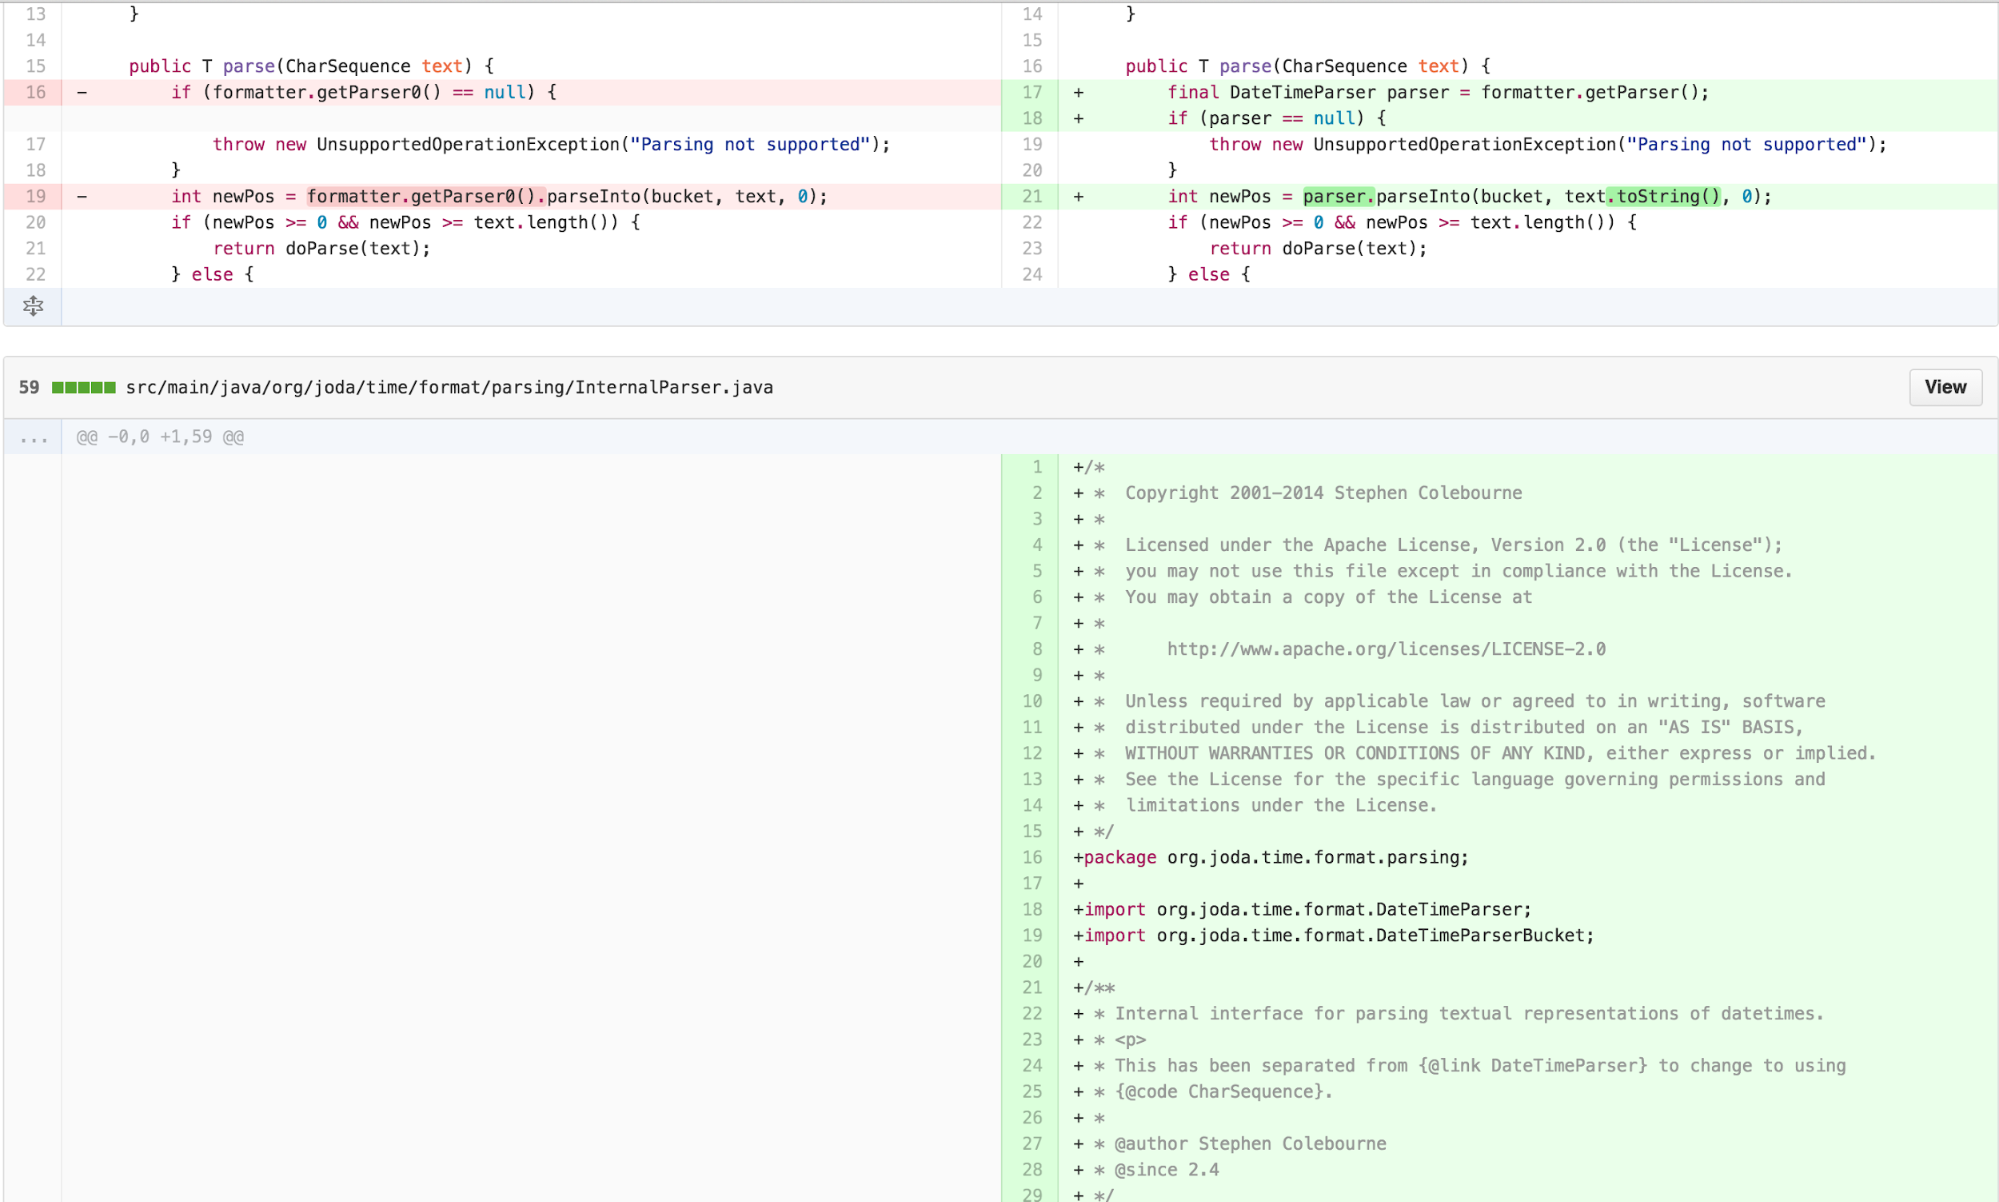 13 }
14
15 public T parse(CharSequence text) {
16 - if (formatter.getParser0() == null) {
17 throw new UnsupportedOperationException("Parsing not supported");
18 }
19 - int newPos = formatter.getParser0().parseInto(bucket, text, 0);
20 if (newPos >= 0 && newPos >= text.length()) {
21 return doParse(text);
22 } else {
14 }
15
16 public T parse(CharSequence text) {
17 + final DateTimeParser parser = formatter.getParser();
18 + if (parser == null) {
19 throw new UnsupportedOperationException("Parsing not supported");
20 }
21 + int newPos = parser.parseInto(bucket, text.toString(), 0);
22 if (newPos >= 0 && newPos >= text.length()) {
23 return doParse(text);
24 } else {
59 src/main/java/org/joda/time/format/parsing/InternalParser.java View
... @@ -0,0 +1,59 @@
1 +/*
2 + *  Copyright 2001-2014 Stephen Colebourne
3 + *
4 + *  Licensed under the Apache License, Version 2.0 (the "License");
5 + *  you may not use this file except in compliance with the License.
6 + *  You may obtain a copy of the License at
7 + *
8 + *      http://www.apache.org/licenses/LICENSE-2.0
9 + *
10 + *  Unless required by applicable law or agreed to in writing, software
11 + *  distributed under the License is distributed on an "AS IS" BASIS,
12 + *  WITHOUT WARRANTIES OR CONDITIONS OF ANY KIND, either express or implied.
13 + *  See the License for the specific language governing permissions and
14 + *  limitations under the License.
15 + */
16 +package org.joda.time.format.parsing;
17 +
18 +import org.joda.time.format.DateTimeParser;
19 +import org.joda.time.format.DateTimeParserBucket;
20 +
21 +/**
22 + * Internal interface for parsing textual representations of datetimes.
23 + * <p>
24 + * This has been separated from {@link DateTimeParser} to change to using
25 + * {@code CharSequence}.
26 + *
27 + * @author Stephen Colebourne
28 + * @since 2.4
29 + */